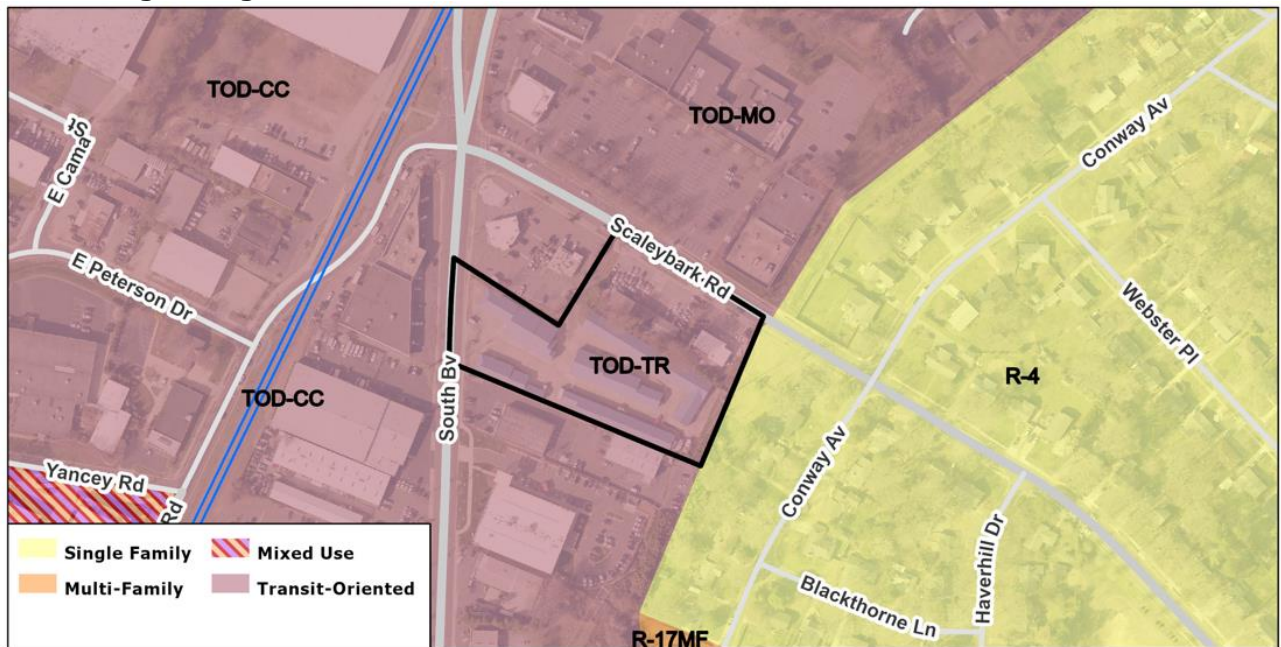 TOD-CC
TOD-MO
Conway Av
E Cama St
E Peterson Dr
Scaleybark Rd
Webster Pl
TOD-TR
R-4
TOD-CC
South Bv
Conway Av
Yancey Rd
Rd
Haverhill Dr
Blackthorne Ln
R-17MF
Single Family
Mixed Use
Multi-Family
Transit-Oriented